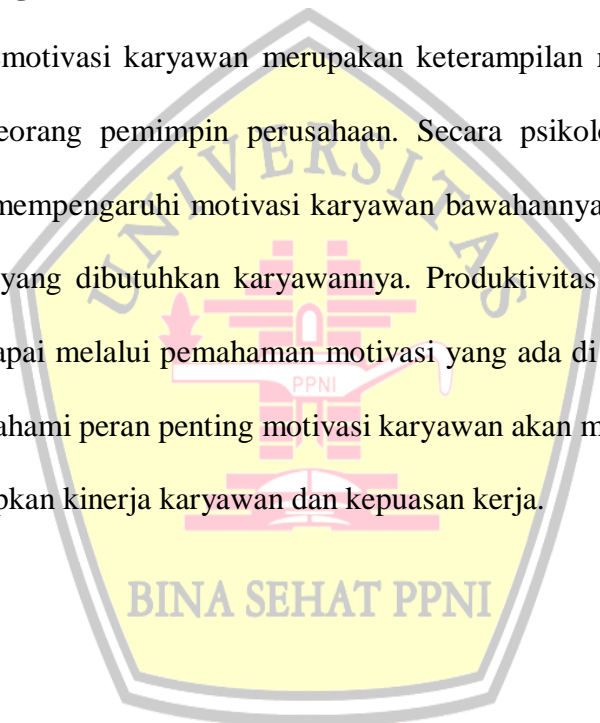 emotivasi karyawan merupakan keterampilan
eorang pemimpin perusahaan. Secara psikol
mempengaruhi motivasi karyawan bawahannya
yang dibutuhkan karyawannya. Produktivitas
apai melalui pemahaman motivasi yang ada di
ahami peran penting motivasi karyawan akan m
pkan kinerja karyawan dan kepuasan kerja.
UNIVERSITAS
PPNI
BINA SEHAT PPNI